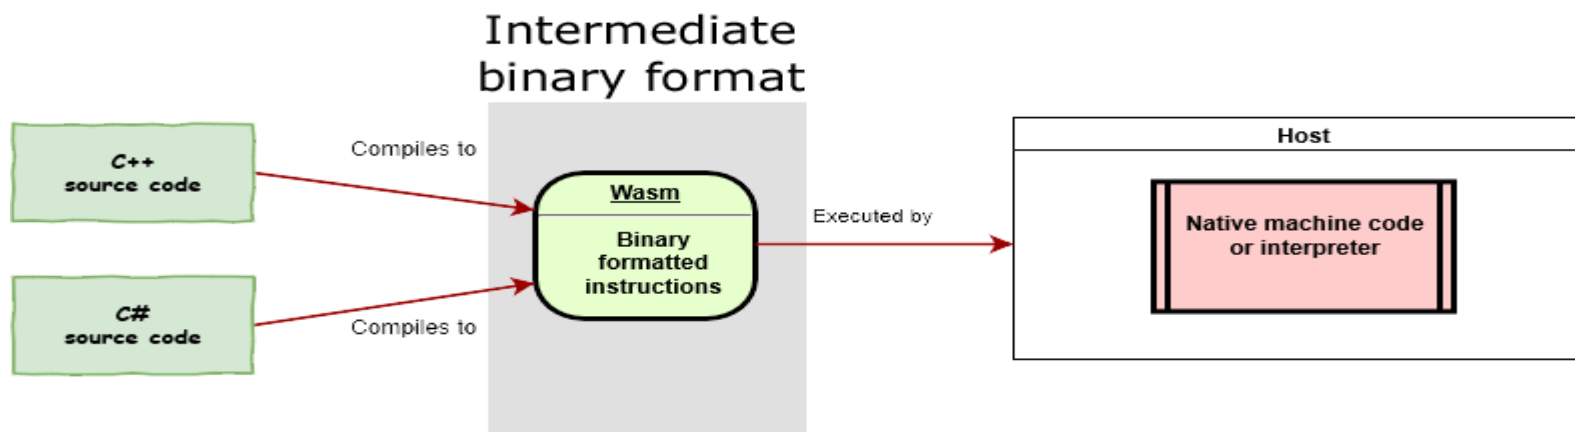 Intermediate
binary format
C++
source code
Compiles to
Wasm
Binary
formatted
instructions
Executed by
Host
Native machine code
or interpreter
C#
source code
Compiles to